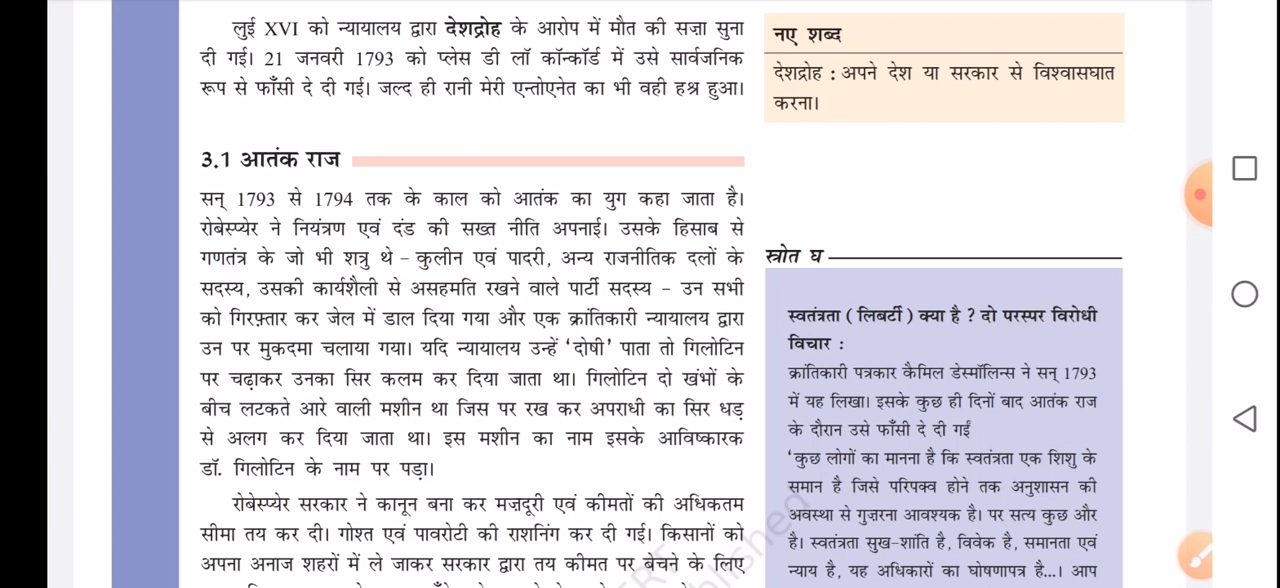 लुई XVI को न्यायालय द्वारा देशद्रोह के आरोप में मौत की सज़ा सुना
दी गई। 21 जनवरी 1793 को प्लेस डी लॉ कॉन्कॉर्ड में उसे सार्वजनिक
रूप से फाँसी दे दी गई। जल्द ही रानी मेरी एन्तोएनेत का भी वही हश्र हुआ।
3.1 आतंक राज
सन् 1793 से 1794 तक के काल को आतंक का युग कहा जाता है।
रोबेस्प्येर ने नियंत्रण एवं दंड की सख्त नीति अपनाई। उसके हिसाब से
गणतंत्र के जो भी शत्रु थे – कुलीन एवं पादरी, अन्य राजनीतिक दलों के
सदस्य, उसकी कार्यशैली से असहमति रखने वाले पार्टी सदस्य – उन सभी
को गिरफ़्तार कर जेल में डाल दिया गया और एक क्रांतिकारी न्यायालय द्वारा
उन पर मुकदमा चलाया गया। यदि न्यायालय उन्हें ‘दोषी’ पाता तो गिलोटिन
पर चढ़ाकर उनका सिर कलम कर दिया जाता था। गिलोटिन दो खंभों के
बीच लटकते आरे वाली मशीन था जिस पर रख कर अपराधी का सिर धड़
से अलग कर दिया जाता था। इस मशीन का नाम इसके आविष्कारक
डॉ. गिलोटिन के नाम पर पड़ा।
रोबेस्प्येर सरकार ने कानून बना कर मज़दूरी एवं कीमतों की अधिकतम
सीमा तय कर दी। गोश्त एवं पावरोटी की राशनिंग कर दी गई। किसानों को
अपना अनाज शहरों में ले जाकर सरकार द्वारा तय कीमत पर बेचने के लिए
नए शब्द
देशद्रोह : अपने देश या सरकार से विश्वासघात
करना।
स्रोत घ
स्वतंत्रता ( लिबर्टी ) क्या है ? दो परस्पर विरोधी
विचार :
क्रांतिकारी पत्रकार कैमिल डेस्मॉलिन्स ने सन् 1793
में यह लिखा। इसके कुछ ही दिनों बाद आतंक राज
के दौरान उसे फाँसी दे दी गईं
‘कुछ लोगों का मानना है कि स्वतंत्रता एक शिशु के
समान है जिसे परिपक्व होने तक अनुशासन की
अवस्था से गुज़रना आवश्यक है। पर सत्य कुछ और
है। स्वतंत्रता सुख-शांति है, विवेक है, समानता एवं
न्याय है, यह अधिकारों का घोषणापत्र है...। आप